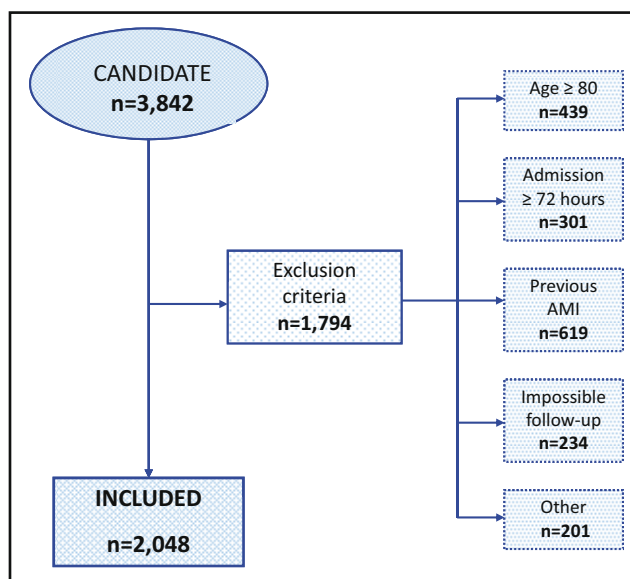 CANDIDATE
n=3,842
Age ≥ 80
n=439
Admission
≥ 72 hours
n=301
Exclusion
criteria
n=1,794
Previous
AMI
n=619
Impossible
follow-up
n=234
INCLUDED
n=2,048
Other
n=201